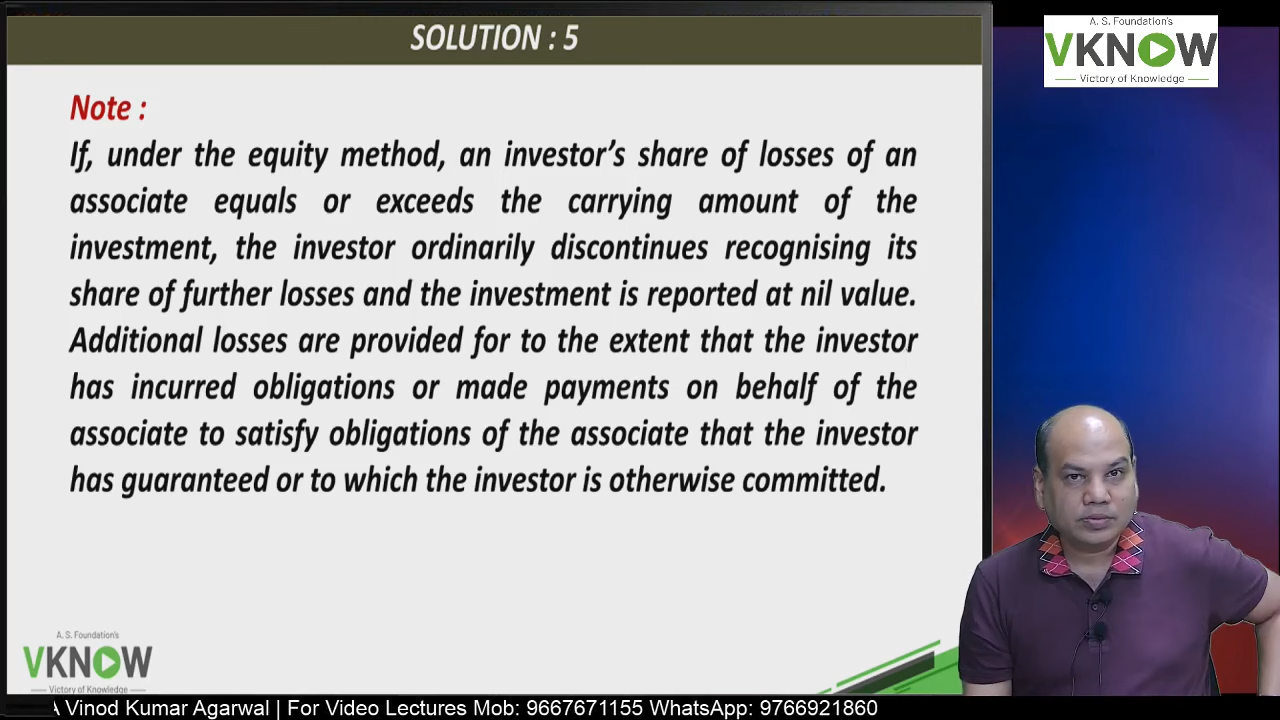 SOLUTION : 5
A. S. Foundation's
VKNOW
Victory of Knowledge
Note :
If, under the equity method, an investor’s share of losses of an
associate equals or exceeds the carrying amount of the
investment, the investor ordinarily discontinues recognising its
share of further losses and the investment is reported at nil value.
Additional losses are provided for to the extent that the investor
has incurred obligations or made payments on behalf of the
associate to satisfy obligations of the associate that the investor
has guaranteed or to which the investor is otherwise committed.
A. S. Foundation's
VKNOW
Victory of Knowledge
A Vinod Kumar Agarwal | For Video Lectures Mob: 9667671155 WhatsApp: 9766921860